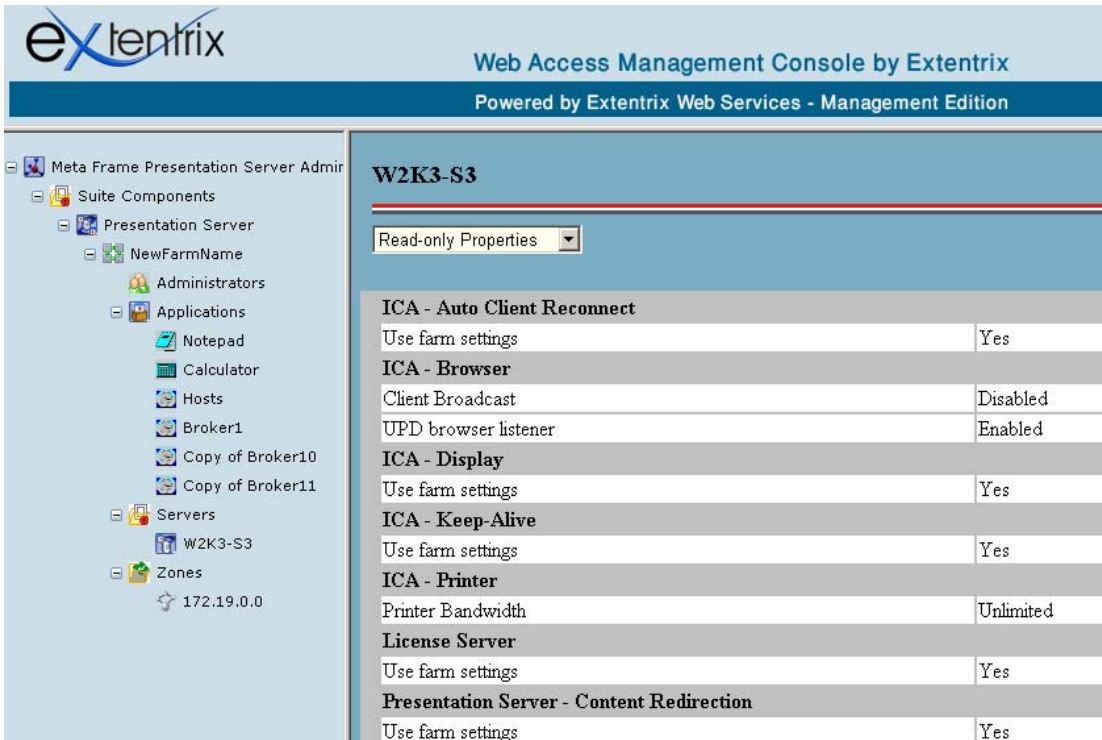 extentrix
Web Access Management Console by Extentrix
Powered by Extentrix Web Services - Management Edition
Meta Frame Presentation Server Admir
Suite Components
Presentation Server
NewFarmName
Administrators
Applications
Notepad
Calculator
Hosts
Broker1
Copy of Broker10
Copy of Broker11
Servers
W2K3-S3
Zones
172.19.0.0
W2K3-S3
Read-only Properties
ICA - Auto Client Reconnect
Use farm settings Yes
ICA - Browser
Client Broadcast Disabled
UPD browser listener Enabled
ICA - Display
Use farm settings Yes
ICA - Keep-Alive
Use farm settings Yes
ICA - Printer
Printer Bandwidth Unlimited
License Server
Use farm settings Yes
Presentation Server - Content Redirection
Use farm settings Yes